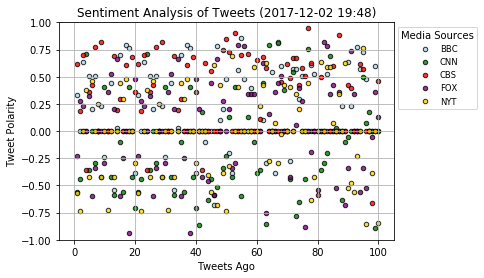 Sentiment Analysis of Tweets (2017-12-02 19:48)
1.00
0.75
0.50
0.25
0.00
−0.25
−0.50
−0.75
−1.00
Tweet Polarity
0
20
40
60
80
100
Tweets Ago
Media Sources
BBC
CNN
CBS
FOX
NYT